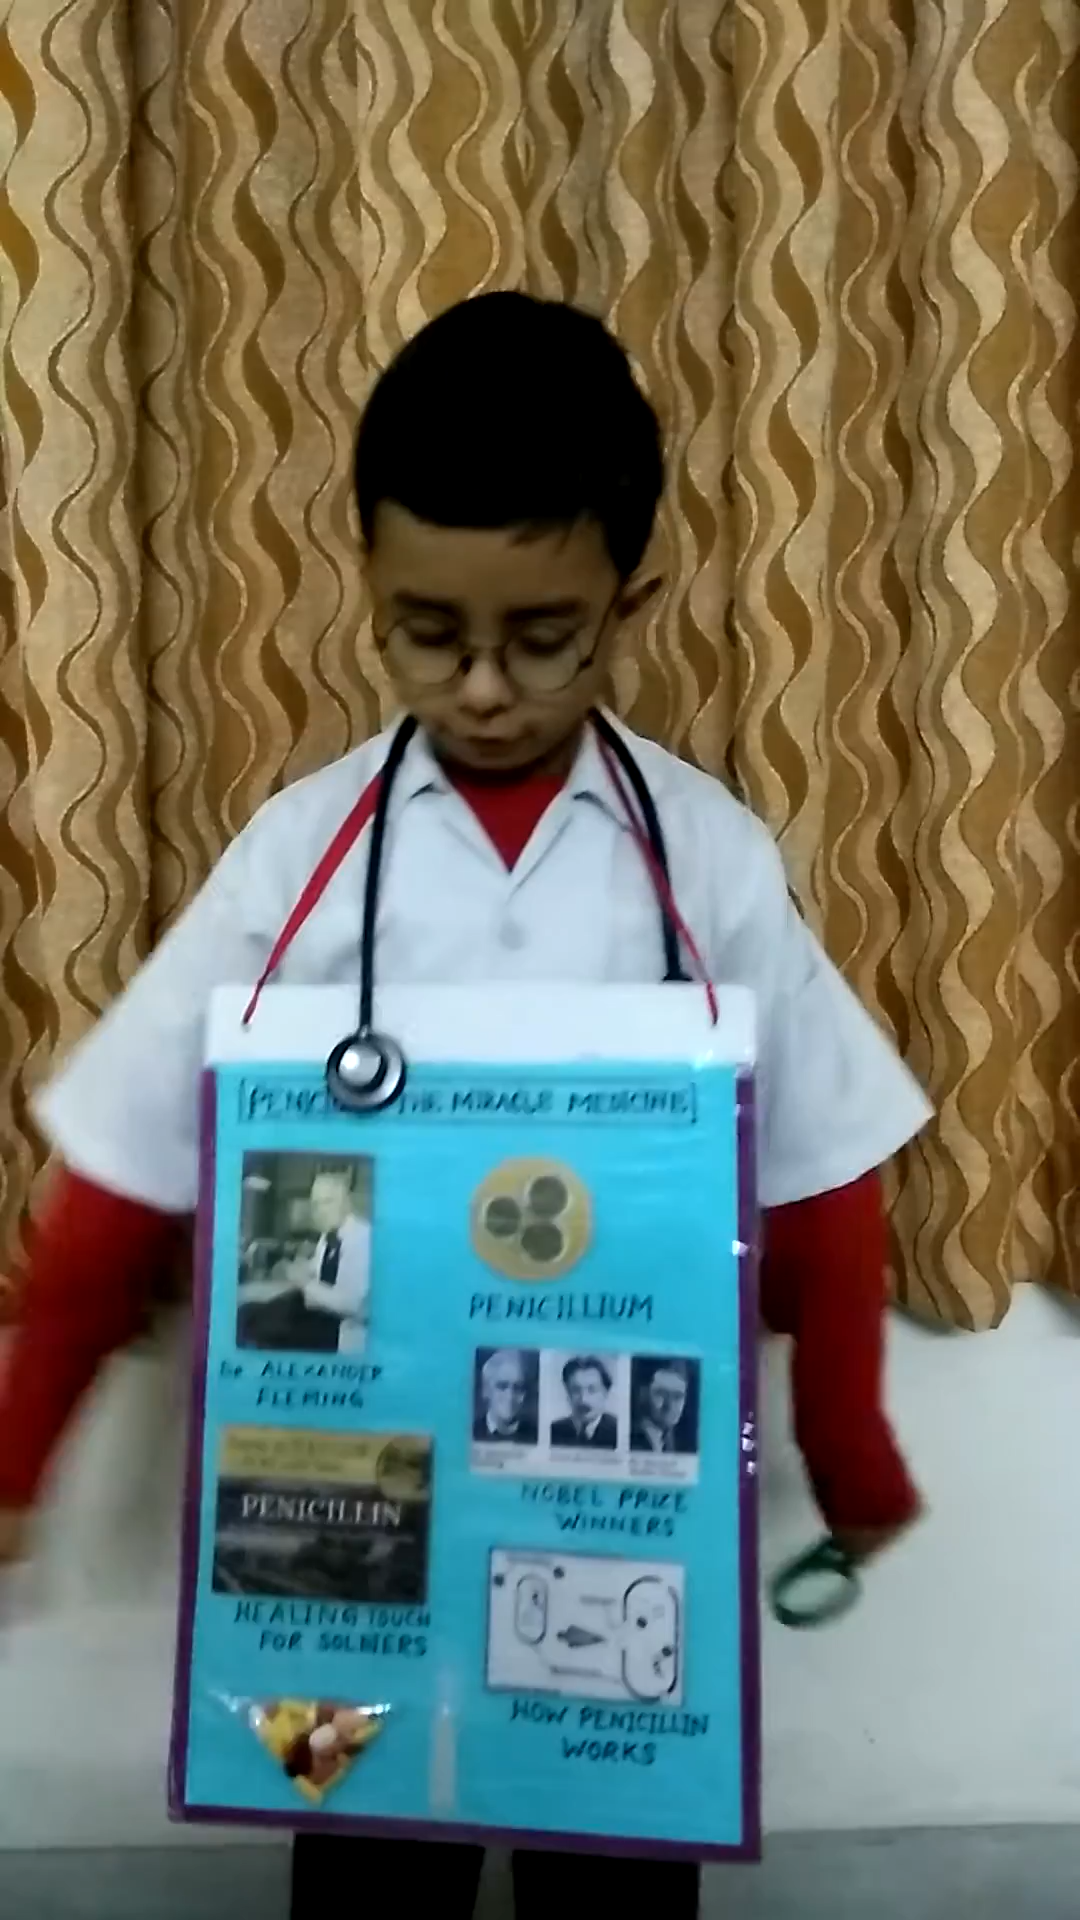 THE MIRACLE MEDICINE
Dr ALEXANDER
FLEMING
PENICILLIUM
NOBEL PRIZE
WINNERS
PENICILLIN
HEALING TOUCH
FOR SOLDIERS
HOW PENICILLIN
WORKS